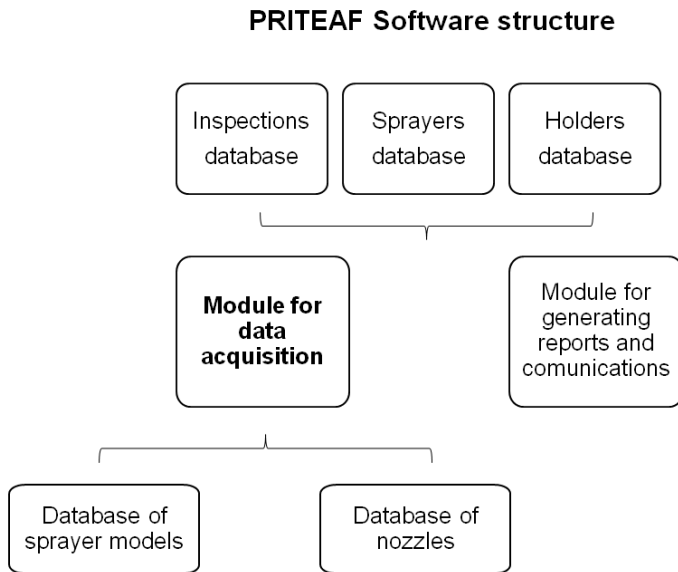 PRITEAF Software structure
Inspections
database
Sprayers
database
Holders
database
Module for
data
acquisition
Module for
generating
reports and
comunications
Database of
sprayer models
Database of
nozzles